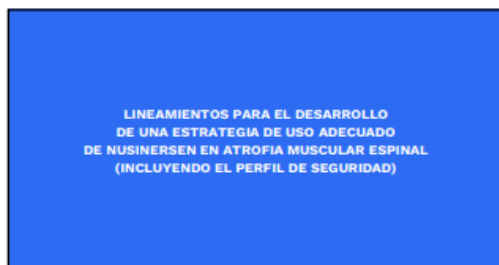 LINEAMIENTOS PARA EL DESARROLLO
DE UNA ESTRATEGIA DE USO ADECUADO
DE NUSINERSEN EN ATROFIA MUSCULAR ESPINAL
(INCLUYENDO EL PERFIL DE SEGURIDAD)